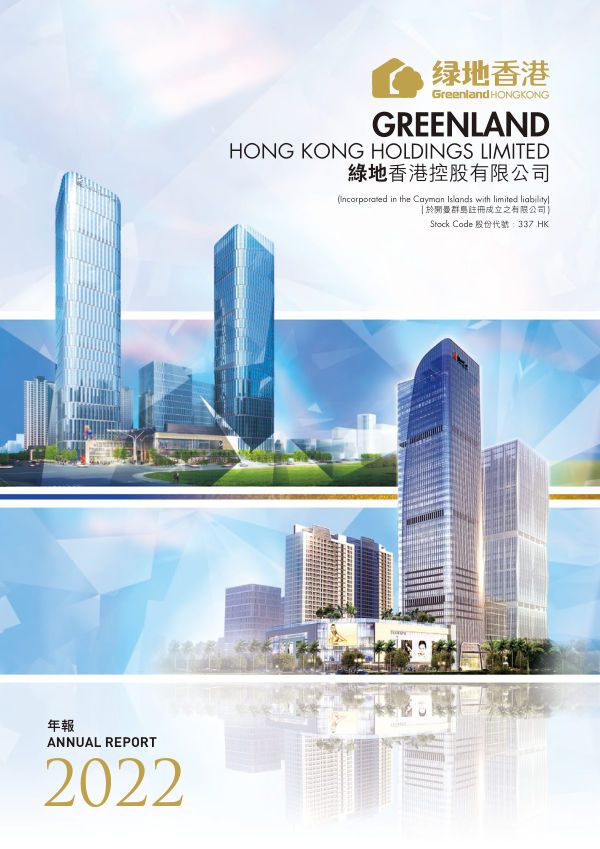 绿地香港
Greenland HONGKONG
GREENLAND
HONG KONG HOLDINGS LIMITED
綠地香港控股有限公司
(Incorporated in the Cayman Islands with limited liability)
(於開曼群島註冊成立之有限公司)
Stock Code 股份代號：337.HK
年報
ANNUAL REPORT
2022